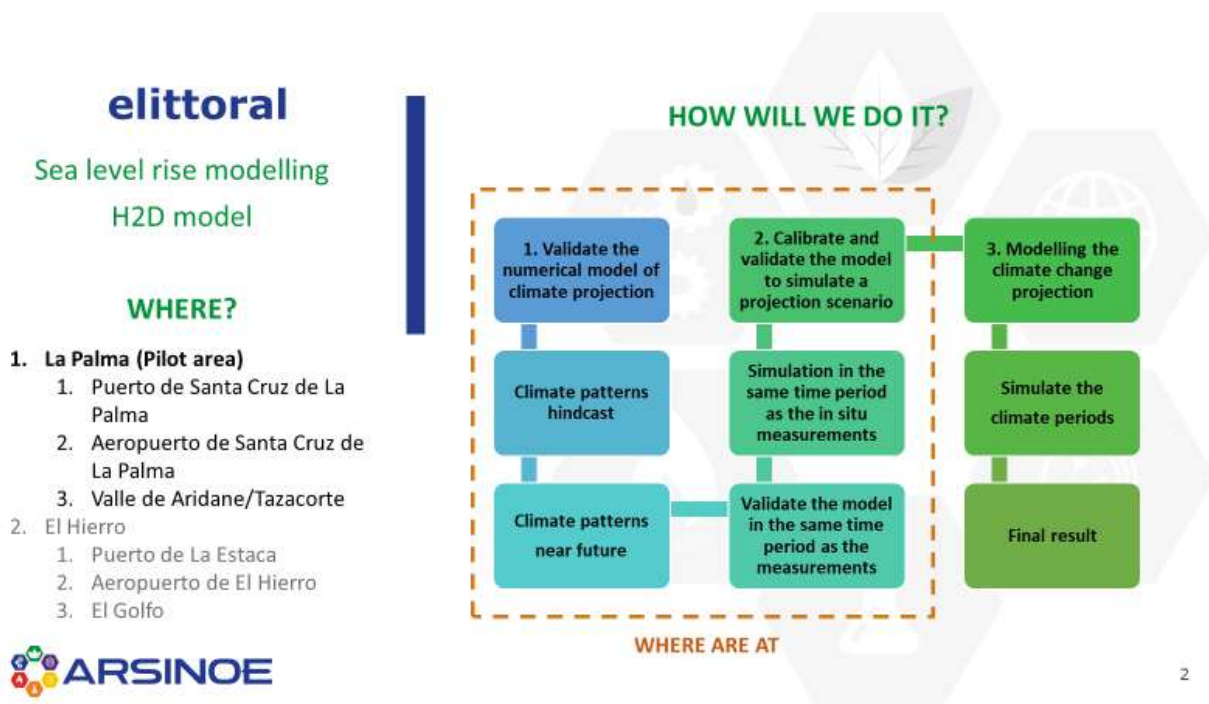 elittoral
Sea level rise modelling
H2D model
WHERE?
1. La Palma (Pilot area)
1. Puerto de Santa Cruz de La
Palma
2. Aeropuerto de Santa Cruz de
La Palma
3. Valle de Aridane/Tazacorte
2. El Hierro
1. Puerto de La Estaca
2. Aeropuerto de El Hierro
3. El Golfo
ARSINOE
HOW WILL WE DO IT?
1. Validate the
numerical model of
climate projection
Climate patterns
hindcast
Climate patterns
near future
2. Calibrate and
validate the model
to simulate a
projection scenario
Simulation in the
same time period
as the in situ
measurements
Validate the model
in the same time
period as the
measurements
3. Modelling the
climate change
projection
Simulate the
climate periods
Final result
WHERE ARE AT
2